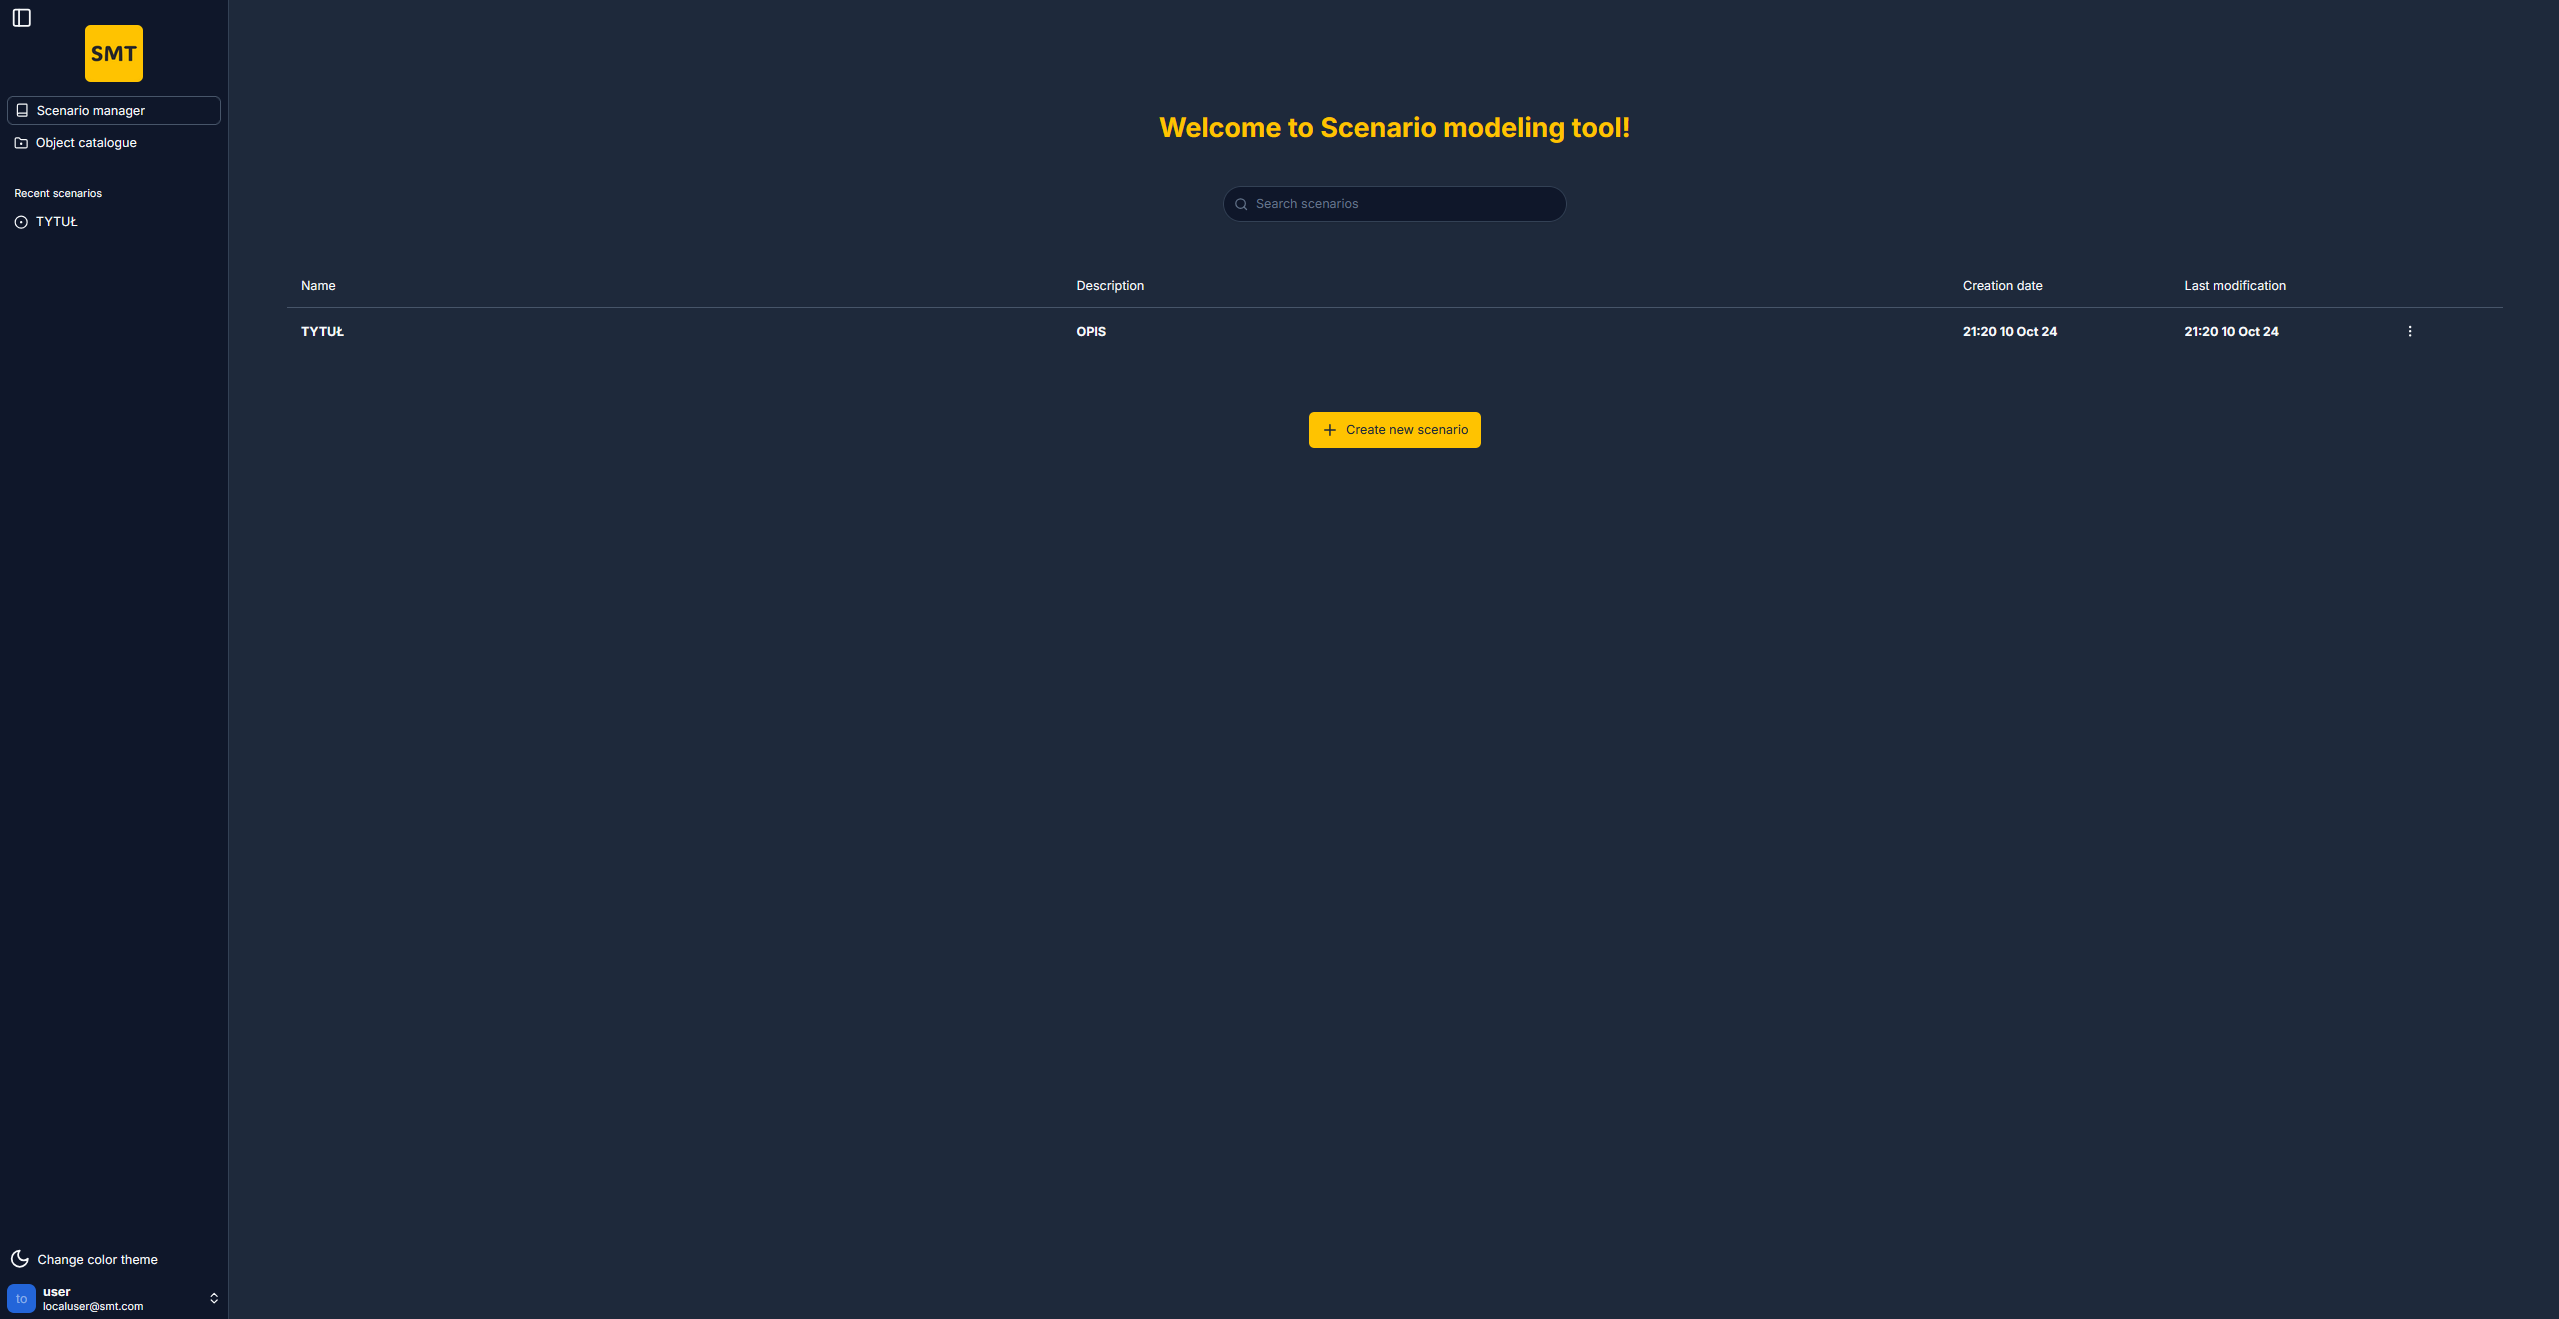 SMT
Scenario manager
Object catalogue
Recent scenarios
TYTUŁ
Welcome to Scenario modeling tool!
Search scenarios
Name Description Creation date Last modification
TYTUŁ OPIS 21:20 10 Oct 24 21:20 10 Oct 24
Create new scenario
Change color theme
to
user
localuser@smt.com